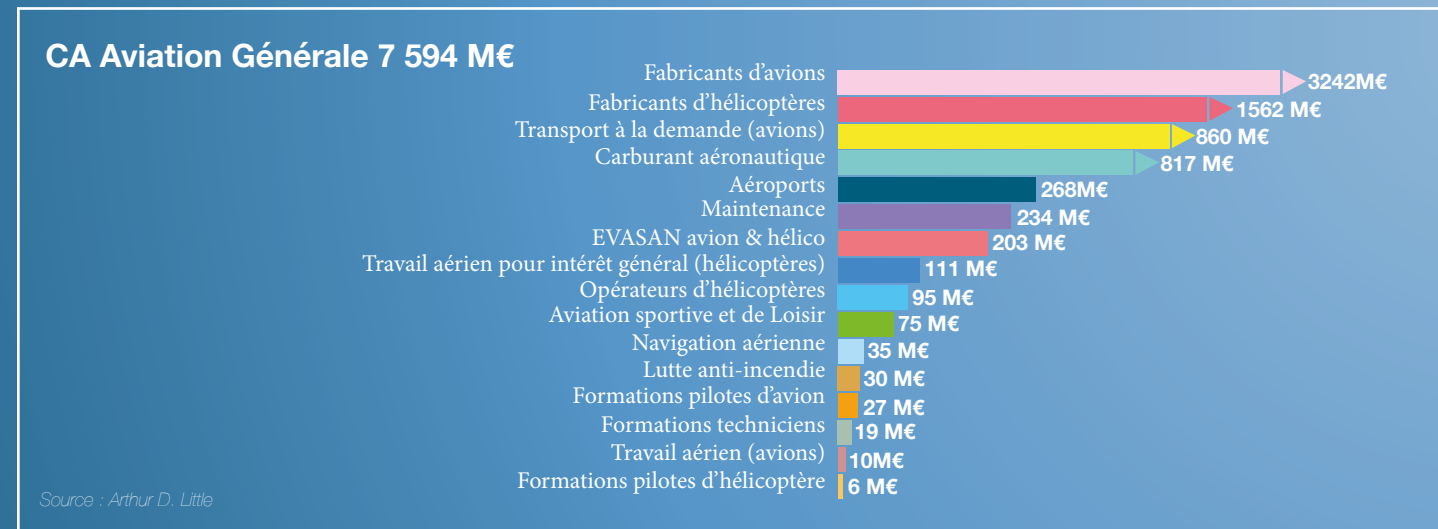 CA Aviation Générale 7 594 M€
Fabricants d'avions 3242M€
Fabricants d'hélicoptères 1562 M€
Transport à la demande (avions) 860 M€
Carburant aéronautique 817 M€
Aéroports 268M€
Maintenance 234 M€
EVASAN avion & hélico 203 M€
Travail aérien pour intérêt général (hélicoptères) 111 M€
Opérateurs d'hélicoptères 95 M€
Aviation sportive et de Loisir 75 M€
Navigation aérienne 35 M€
Lutte anti-incendie 30 M€
Formations pilotes d'avion 27 M€
Formations techniciens 19 M€
Travail aérien (avions) 10M€
Formations pilotes d'hélicoptère 6 M€
Source : Arthur D. Little